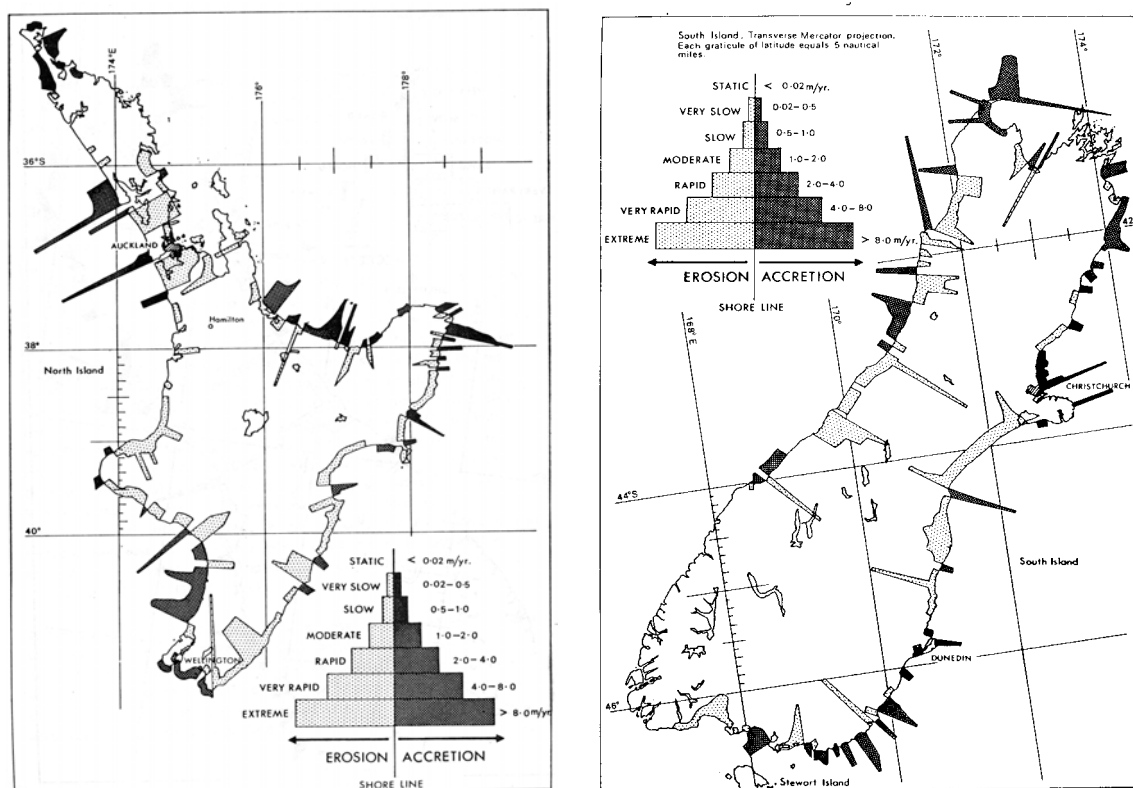 174°E
176°
178°
36°S
AUCKLAND
Hamilton
38°
North Island
40°
WELLINGTON
STATIC < 0·02 m/yr.
VERY SLOW 0·02–0·5
SLOW 0·5–1·0
MODERATE 1·0–2·0
RAPID 2·0–4·0
VERY RAPID 4·0–8·0
EXTREME > 8·0 m/yr.
EROSION ACCRETION
SHORE LINE
South Island, Transverse Mercator projection.
Each graticule of latitude equals 5 nautical
miles.
172°
174°
STATIC < 0·02 m/yr.
VERY SLOW 0·02–0·5
SLOW 0·5–1·0
MODERATE 1·0–2·0
RAPID 2·0–4·0
VERY RAPID 4·0–8·0
EXTREME > 8·0 m/yr.
EROSION ACCRETION
SHORE LINE
42
168°E
170°
CHRISTCHURCH
44°S
South Island
DUNEDIN
46°
Stewart Island